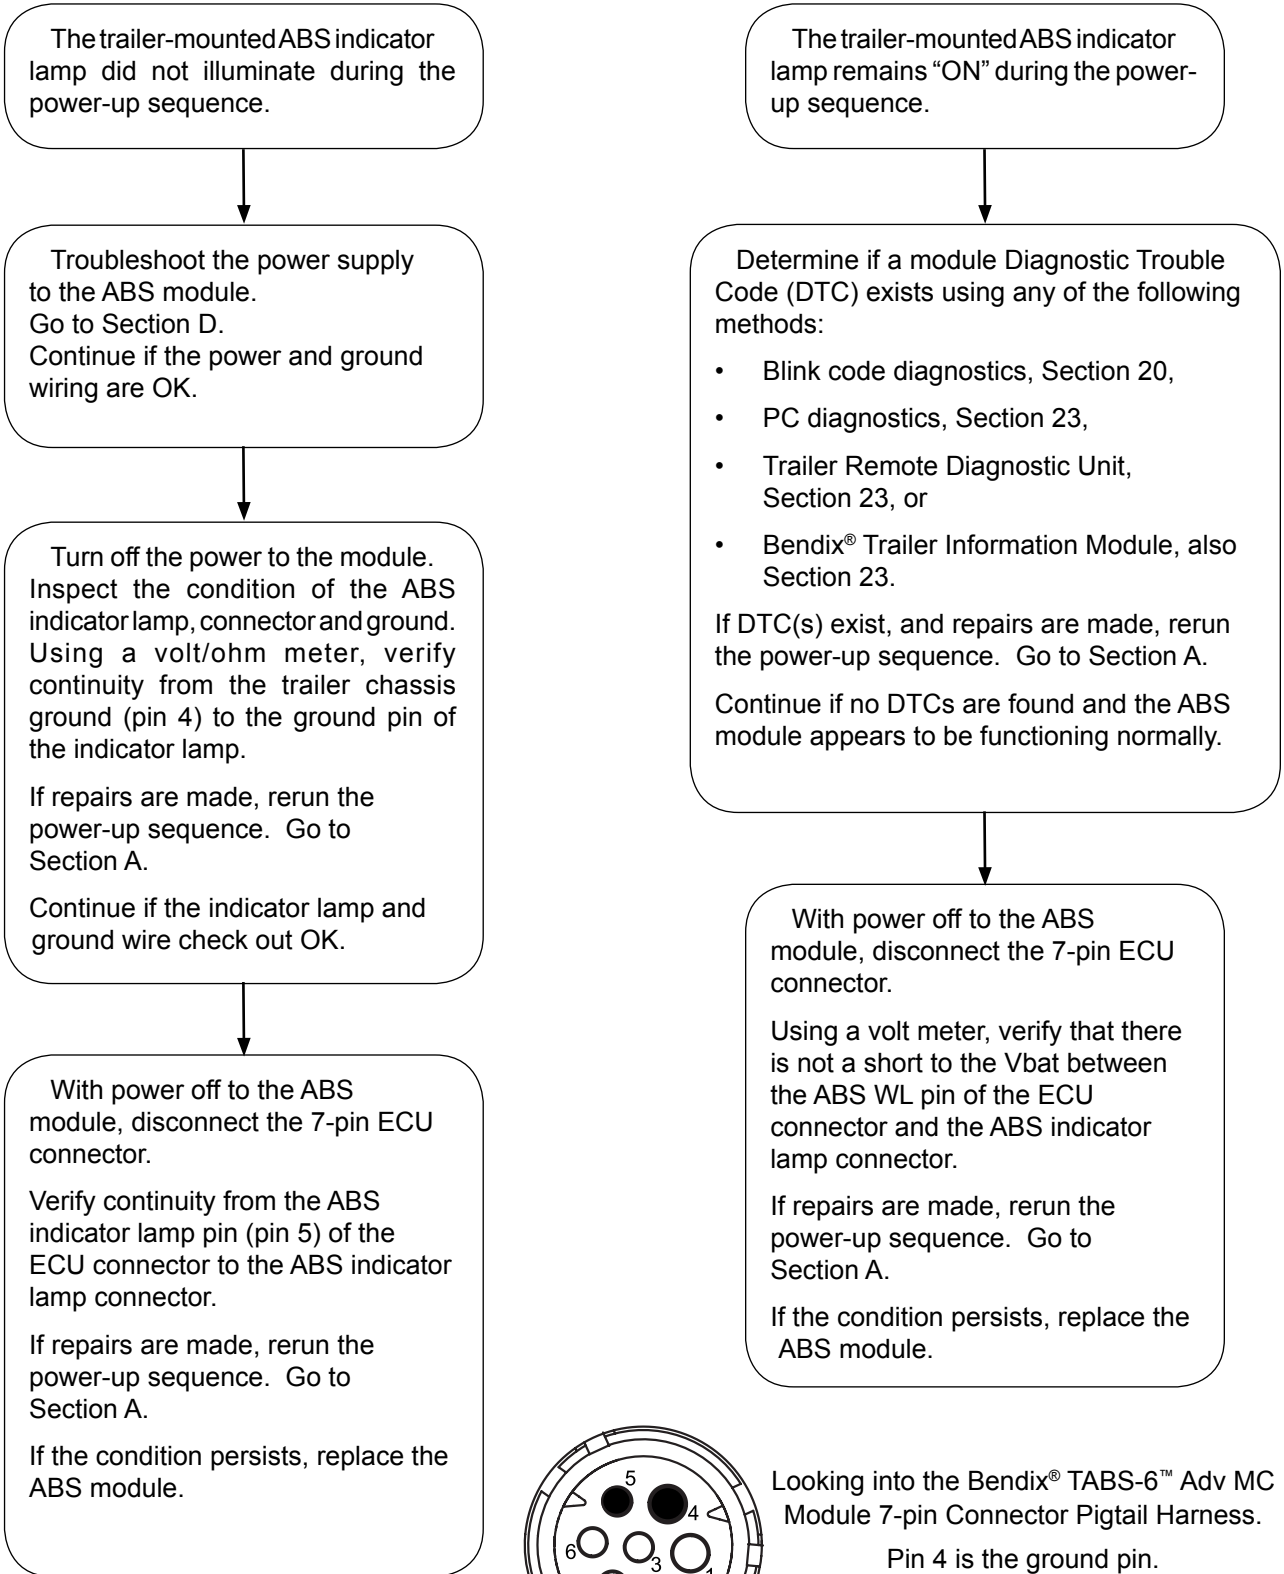 The trailer-mounted ABS indicator
lamp did not illuminate during the
power-up sequence.
Troubleshoot the power supply
to the ABS module.
Go to Section D.
Continue if the power and ground
wiring are OK.
Turn off the power to the module.
Inspect the condition of the ABS
indicator lamp, connector and ground.
Using a volt/ohm meter, verify
continuity from the trailer chassis
ground (pin 4) to the ground pin of
the indicator lamp.
If repairs are made, rerun the
power-up sequence. Go to
Section A.
Continue if the indicator lamp and
ground wire check out OK.
With power off to the ABS
module, disconnect the 7-pin ECU
connector.
Verify continuity from the ABS
indicator lamp pin (pin 5) of the
ECU connector to the ABS indicator
lamp connector.
If repairs are made, rerun the
power-up sequence. Go to
Section A.
If the condition persists, replace the
ABS module.
The trailer-mounted ABS indicator
lamp remains “ON” during the power-
up sequence.
Determine if a module Diagnostic Trouble
Code (DTC) exists using any of the following
methods:
• Blink code diagnostics, Section 20,
• PC diagnostics, Section 23,
• Trailer Remote Diagnostic Unit,
Section 23, or
• Bendix® Trailer Information Module, also
Section 23.
If DTC(s) exist, and repairs are made, rerun
the power-up sequence. Go to Section A.
Continue if no DTCs are found and the ABS
module appears to be functioning normally.
With power off to the ABS
module, disconnect the 7-pin ECU
connector.
Using a volt meter, verify that there
is not a short to the Vbat between
the ABS WL pin of the ECU
connector and the ABS indicator
lamp connector.
If repairs are made, rerun the
power-up sequence. Go to
Section A.
If the condition persists, replace the
ABS module.
5
4
6
3
1
Looking into the Bendix® TABS-6™ Adv MC
Module 7-pin Connector Pigtail Harness.
Pin 4 is the ground pin.